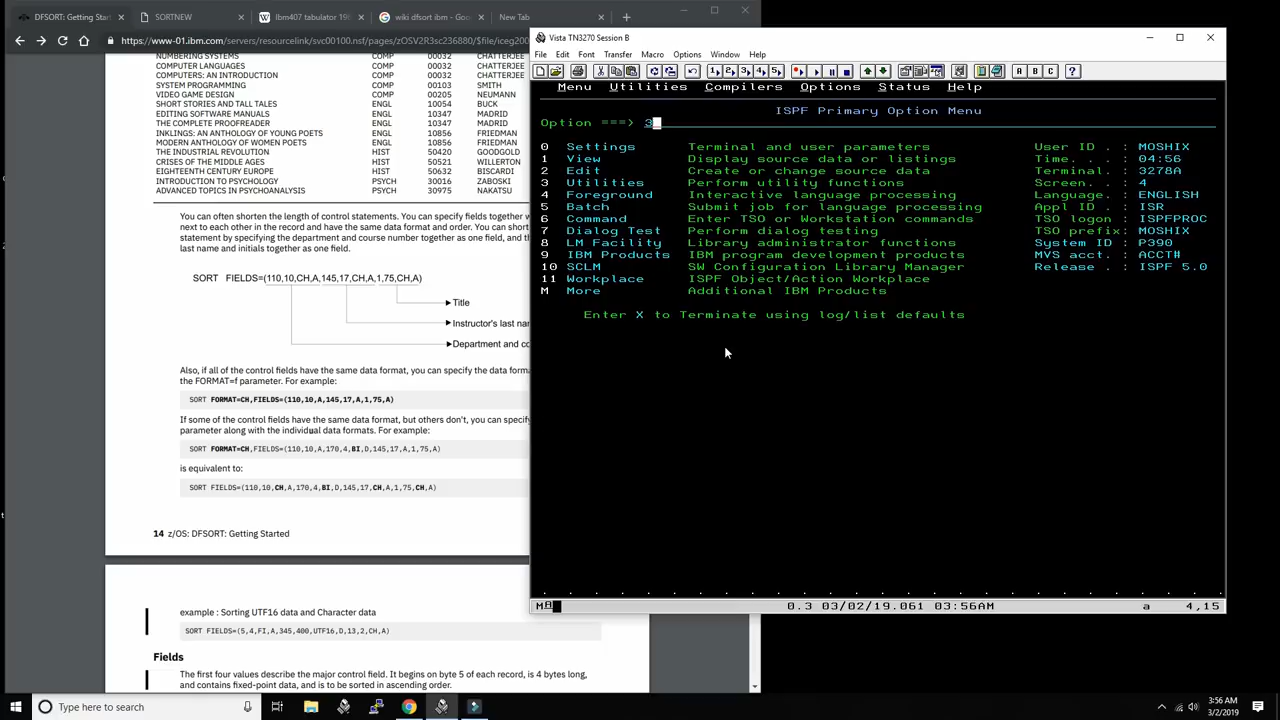 DFSORT: Getting Star
SORTNEW
Ibm407 tabulator 19
wiki dfsort ibm - Goo
New Tab
https://www-01.ibm.com/servers/resourcelink/svc00100.nsf/pages/zOSV2R3sc236880/$file/iceg200
NUMBERING SYSTEMS COMP 00032 CHATTERJEE
COMPUTER LANGUAGES COMP 00032 CHATTERJEE
COMPUTERS: AN INTRODUCTION COMP 00032 CHATTERJEE
SYSTEM PROGRAMMING COMP 00103 SMITH
VIDEO GAME DESIGN COMP 00205 NEUMANN
SHORT STORIES AND TALL TALES ENGL 10054 BUCK
EDITING SOFTWARE MANUALS ENGL 10347 MADRID
THE COMPLETE PROOFREADER ENGL 10347 MADRID
INKLINGS: AN ANTHOLOGY OF YOUNG POETS ENGL 10856 FRIEDMAN
MODERN ANTHOLOGY OF WOMEN POETS ENGL 10856 FRIEDMAN
THE INDUSTRIAL REVOLUTION HIST 50420 GOODGOLD
CRISES OF THE MIDDLE AGES HIST 50521 WILLERTON
EIGHTEENTH CENTURY EUROPE HIST 50632 BISCARDI
INTRODUCTION TO PSYCHOLOGY PSYCH 30016 ZABOSKI
ADVANCED TOPICS IN PSYCHOANALYSIS PSYCH 30975 NAKATSU
You can often shorten the length of control statements. You can specify fields together w
next to each other in the record and have the same data format and order. You can short
statement by specifying the department and course number together as one field, and th
last name and initials together as one field.
SORT FIELDS=(110,10,CH,A,145,17,CH,A,1,75,CH,A)
Title
Instructor's last na
Department and co
Also, if all of the control fields have the same data format, you can specify the data form
the FORMAT=f parameter. For example:
SORT FORMAT=CH,FIELDS=(110,10,A,145,17,A,1,75,A)
If some of the control fields have the same data format, but others don't, you can specify
parameter along with the individual data formats. For example:
SORT FORMAT=CH,FIELDS=(110,10,A,170,4,BI,D,145,17,A,1,75,A)
is equivalent to:
SORT FIELDS=(110,10,CH,A,170,4,BI,D,145,17,CH,A,1,75,CH,A)
14 z/OS: DFSORT: Getting Started
example : Sorting UTF16 data and Character data
SORT FIELDS=(5,4,FI,A,345,400,UTF16,D,13,2,CH,A)
Fields
The first four values describe the major control field. It begins on byte 5 of each record, is 4 bytes long,
and contains fixed-point data, and is to be sorted in ascending order.
Vista TN3270 Session B
File Edit Font Transfer Macro Options Window Help
1 2 3 4 5 A B C ?
Menu Utilities Compilers Options Status Help
ISPF Primary Option Menu
Option ===> 3
0 Settings Terminal and user parameters User ID . : MOSHIX
1 View Display source data or listings Time. . . : 04:56
2 Edit Create or change source data Terminal. : 3278A
3 Utilities Perform utility functions Screen. . : 4
4 Foreground Interactive language processing Language. : ENGLISH
5 Batch Submit job for language processing Appl ID . : ISR
6 Command Enter TSO or Workstation commands TSO logon : ISPFPROC
7 Dialog Test Perform dialog testing TSO prefix: MOSHIX
8 LM Facility Library administrator functions System ID : P390
9 IBM Products IBM program development products MVS acct. : ACCT#
10 SCLM SW Configuration Library Manager Release . : ISPF 5.0
11 Workplace ISPF Object/Action Workplace
M More Additional IBM Products
Enter X to Terminate using log/list defaults
MA 0.3 03/02/19.061 03:56AM a 4,15
Type here to search
3:56 AM
3/2/2019